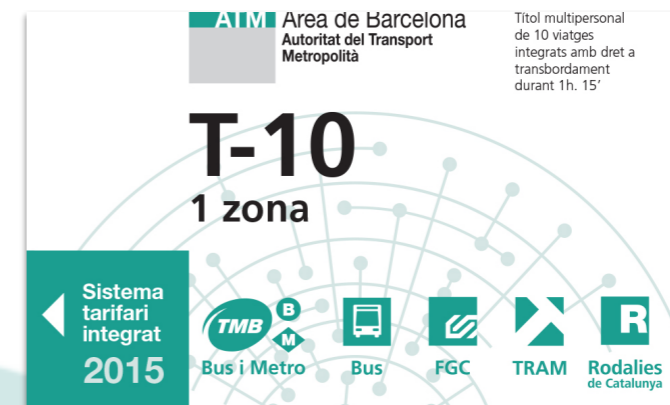 ATM Àrea de Barcelona
Autoritat del Transport
Metropolità
Títol multipersonal
de 10 viatges
integrats amb dret a
transbordament
durant 1h. 15’
T-10
1 zona
Sistema
tarifari
integrat
2015
TMB B
M
R
Bus i Metro
Bus
FGC
TRAM
Rodalies
de Catalunya